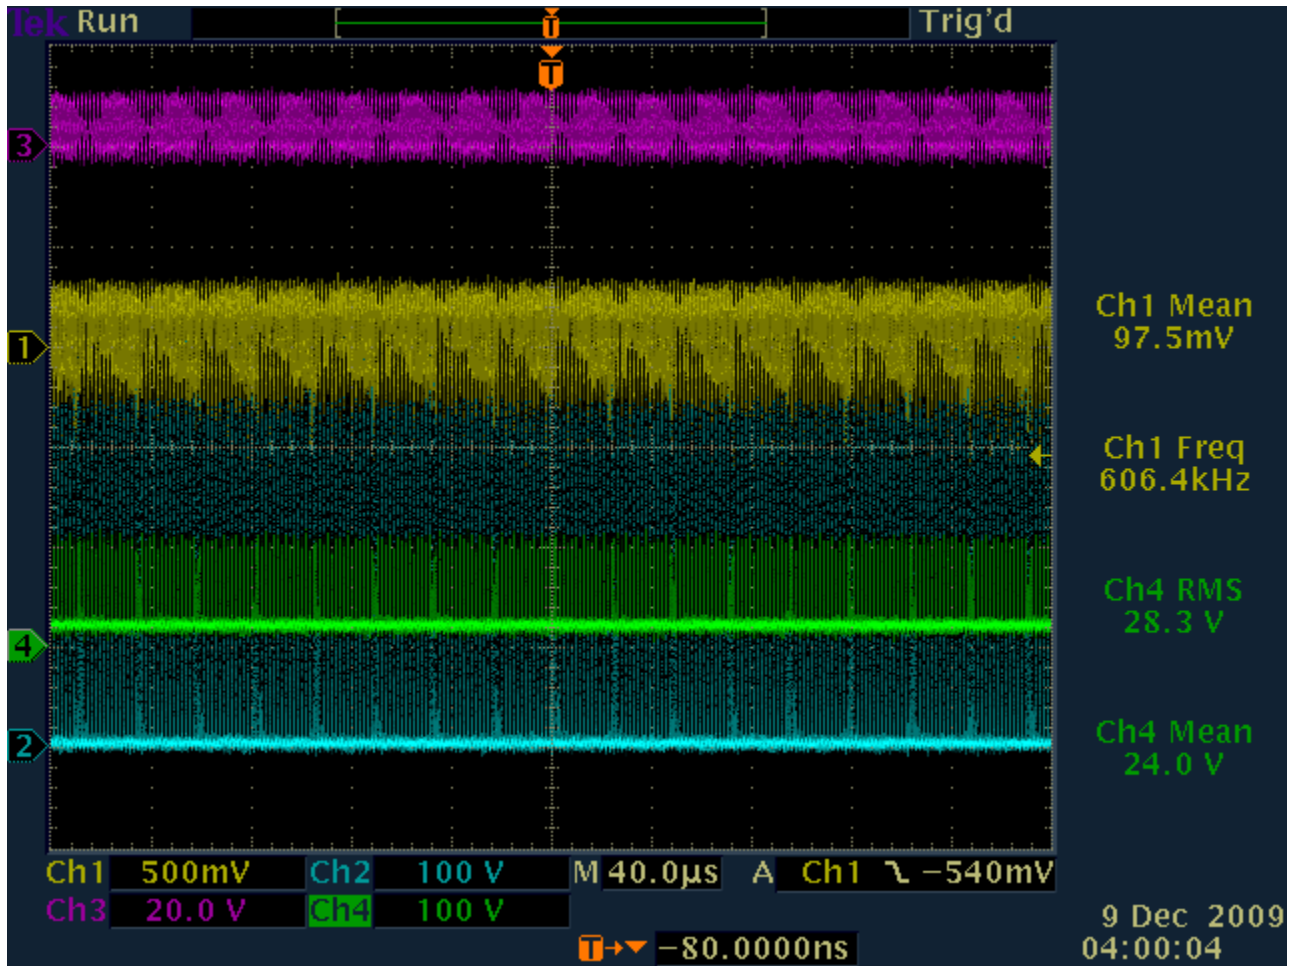 Tek Run Trig'd
T
T
3
1
Ch1 Mean
97.5mV
Ch1 Freq
606.4kHz
Ch4 RMS
28.3 V
4
Ch4 Mean
24.0 V
2
Ch1 500mV Ch2 100 V M 40.0µs A Ch1 -540mV
Ch3 20.0 V Ch4 100 V
9 Dec 2009
T -80.0000ns 04:00:04